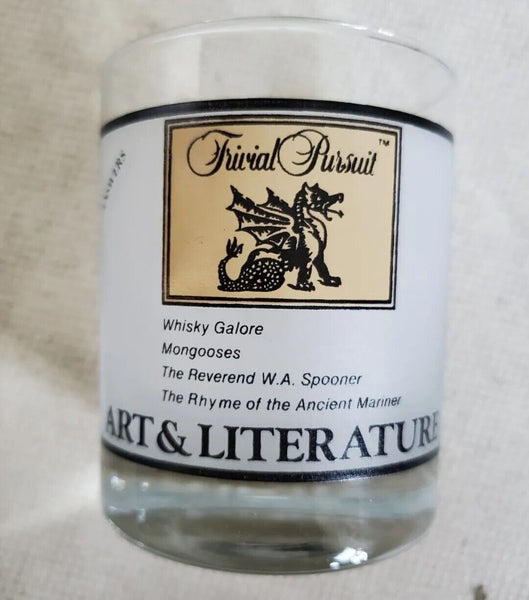 Trivial Pursuit™
Whisky Galore
Mongooses
The Reverend W.A. Spooner
The Rhyme of the Ancient Mariner
ART & LITERATURE